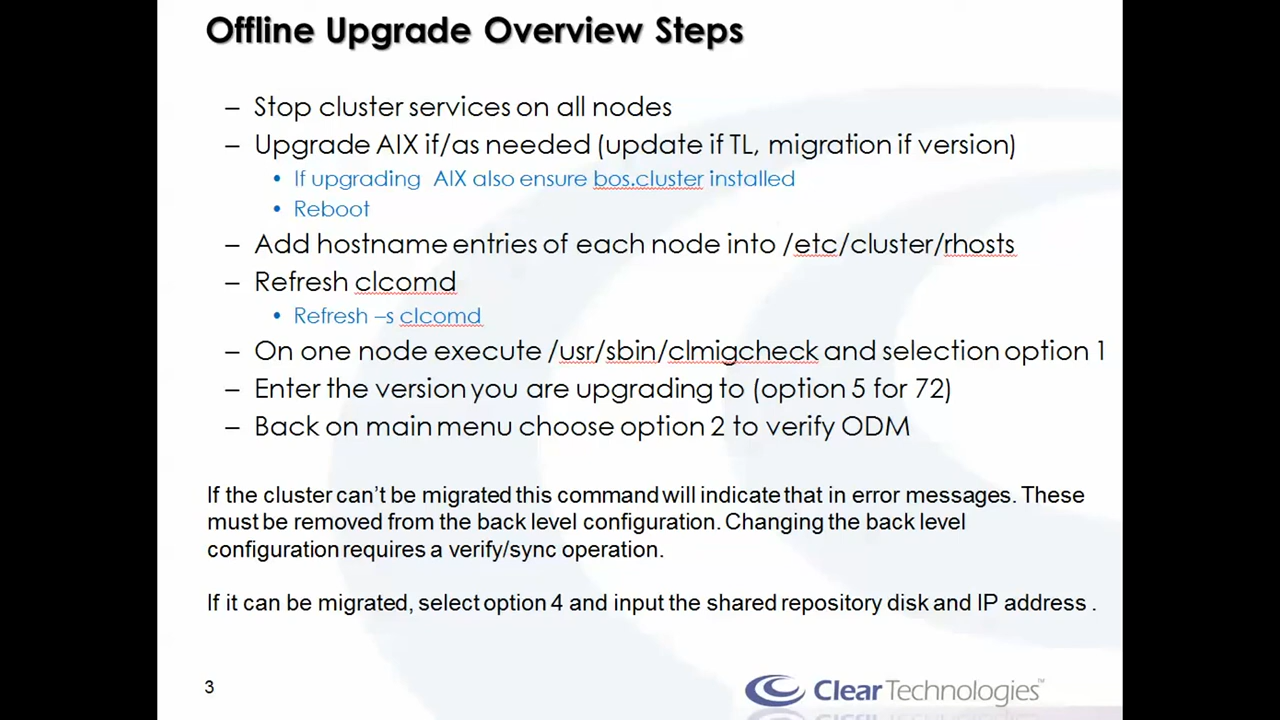 Offline Upgrade Overview Steps
– Stop cluster services on all nodes
– Upgrade AIX if/as needed (update if TL, migration if version)
• If upgrading AIX also ensure bos.cluster installed
• Reboot
– Add hostname entries of each node into /etc/cluster/rhosts
– Refresh clcomd
• Refresh –s clcomd
– On one node execute /usr/sbin/clmigcheck and selection option 1
– Enter the version you are upgrading to (option 5 for 72)
– Back on main menu choose option 2 to verify ODM
If the cluster can’t be migrated this command will indicate that in error messages. These
must be removed from the back level configuration. Changing the back level
configuration requires a verify/sync operation.
If it can be migrated, select option 4 and input the shared repository disk and IP address .
3
Clear Technologies™